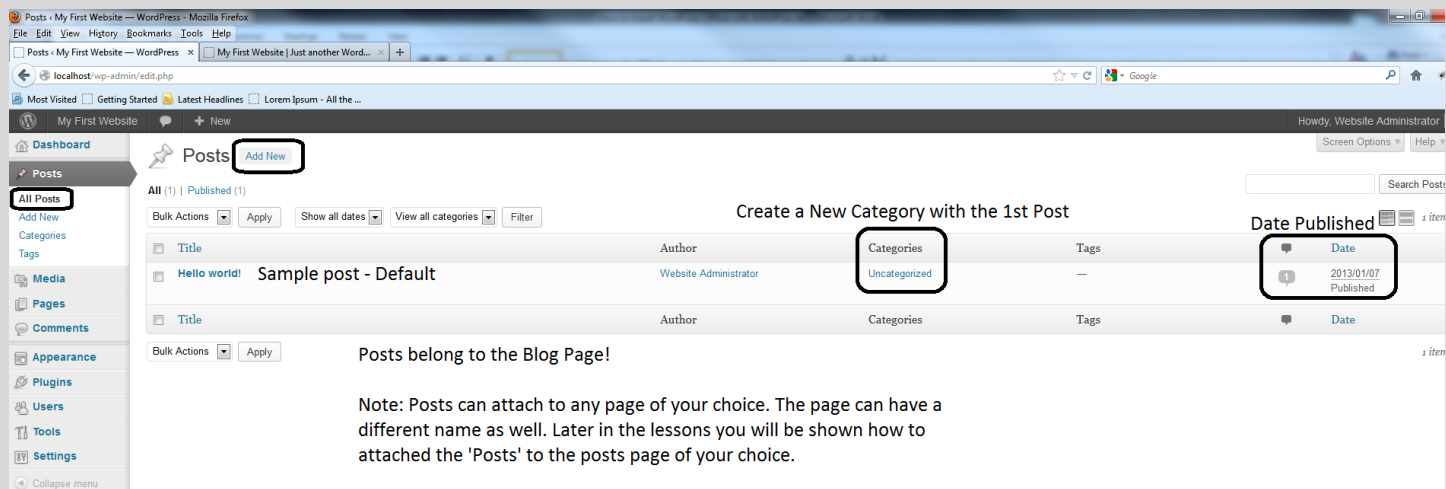 Posts ‹ My First Website — WordPress - Mozilla Firefox
File Edit View History Bookmarks Tools Help
Posts ‹ My First Website — WordPress × My First Website | Just another Word... × +
localhost/wp-admin/edit.php Google
Most Visited Getting Started Latest Headlines Lorem Ipsum - All the ...
My First Website + New Howdy, Website Administrator
Dashboard
Posts
All Posts
Add New
Categories
Tags
Media
Pages
Comments
Appearance
Plugins
Users
Tools
Settings
Collapse menu
Screen Options Help
Posts Add New
All (1) | Published (1)
Search Posts
Bulk Actions Apply Show all dates View all categories Filter
Create a New Category with the 1st Post
Date Published
1 item
Title Author Categories Tags Date
Hello world! Sample post - Default Website Administrator Uncategorized — 1 2013/01/07
Published
Title Author Categories Tags Date
Bulk Actions Apply
1 item
Posts belong to the Blog Page!
Note: Posts can attach to any page of your choice. The page can have a
different name as well. Later in the lessons you will be shown how to
attached the 'Posts' to the posts page of your choice.